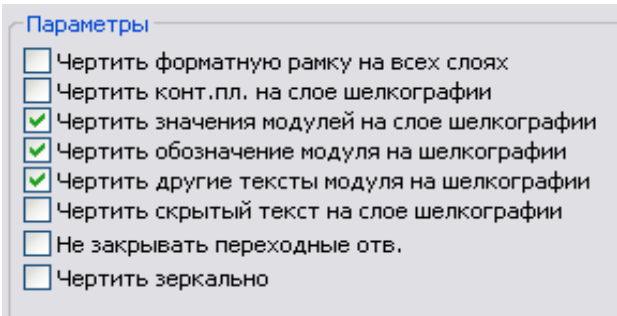 Параметры
Чертить форматную рамку на всех слоях
Чертить конт.пл. на слое шелкографии
Чертить значения модулей на слое шелкографии
Чертить обозначение модуля на шелкографии
Чертить другие тексты модуля на шелкографии
Чертить скрытый текст на слое шелкографии
Не закрывать переходные отв.
Чертить зеркально